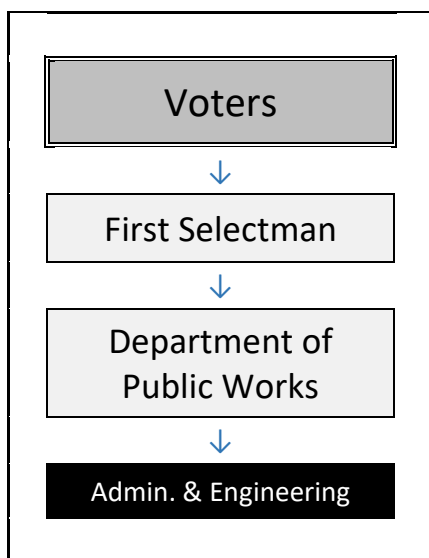 Voters
First Selectman
Department of
Public Works
Admin. & Engineering